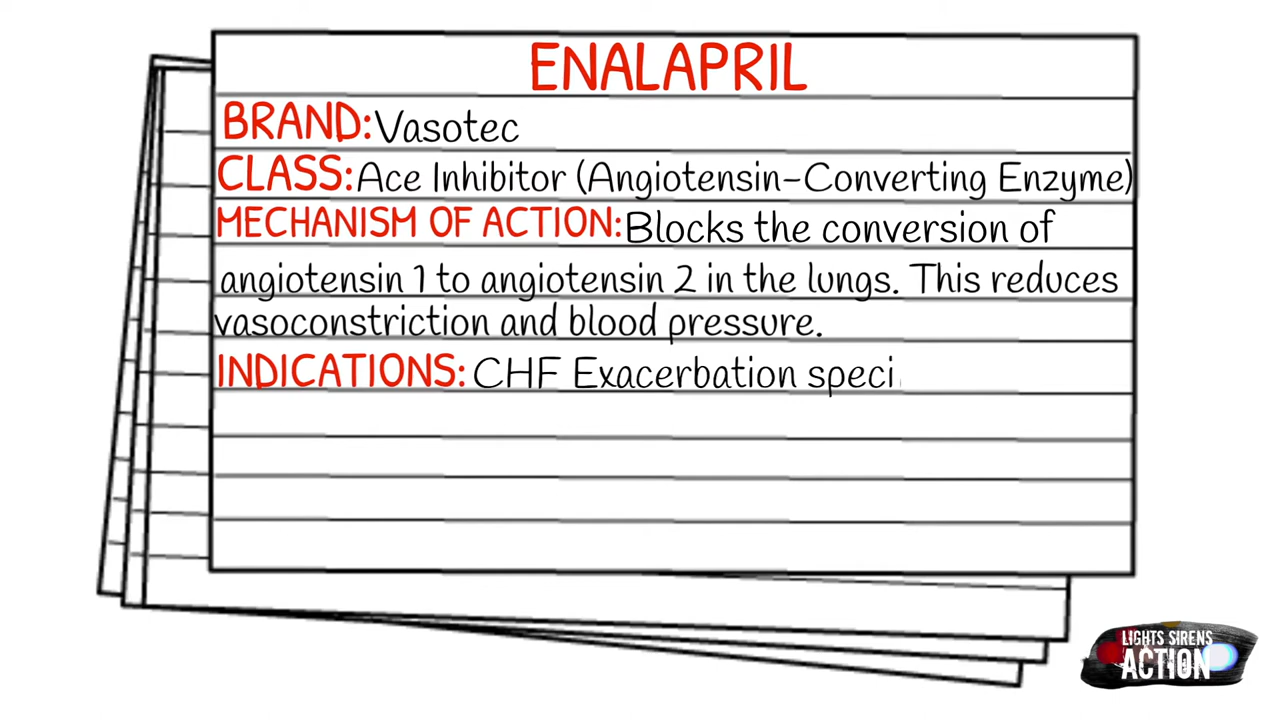 ENALAPRIL
BRAND: Vasotec
CLASS: Ace Inhibitor (Angiotensin-Converting Enzyme)
MECHANISM OF ACTION: Blocks the conversion of
angiotensin 1 to angiotensin 2 in the lungs. This reduces
vasoconstriction and blood pressure.
INDICATIONS: CHF Exacerbation speci
LIGHTS SIRENS
ACTION